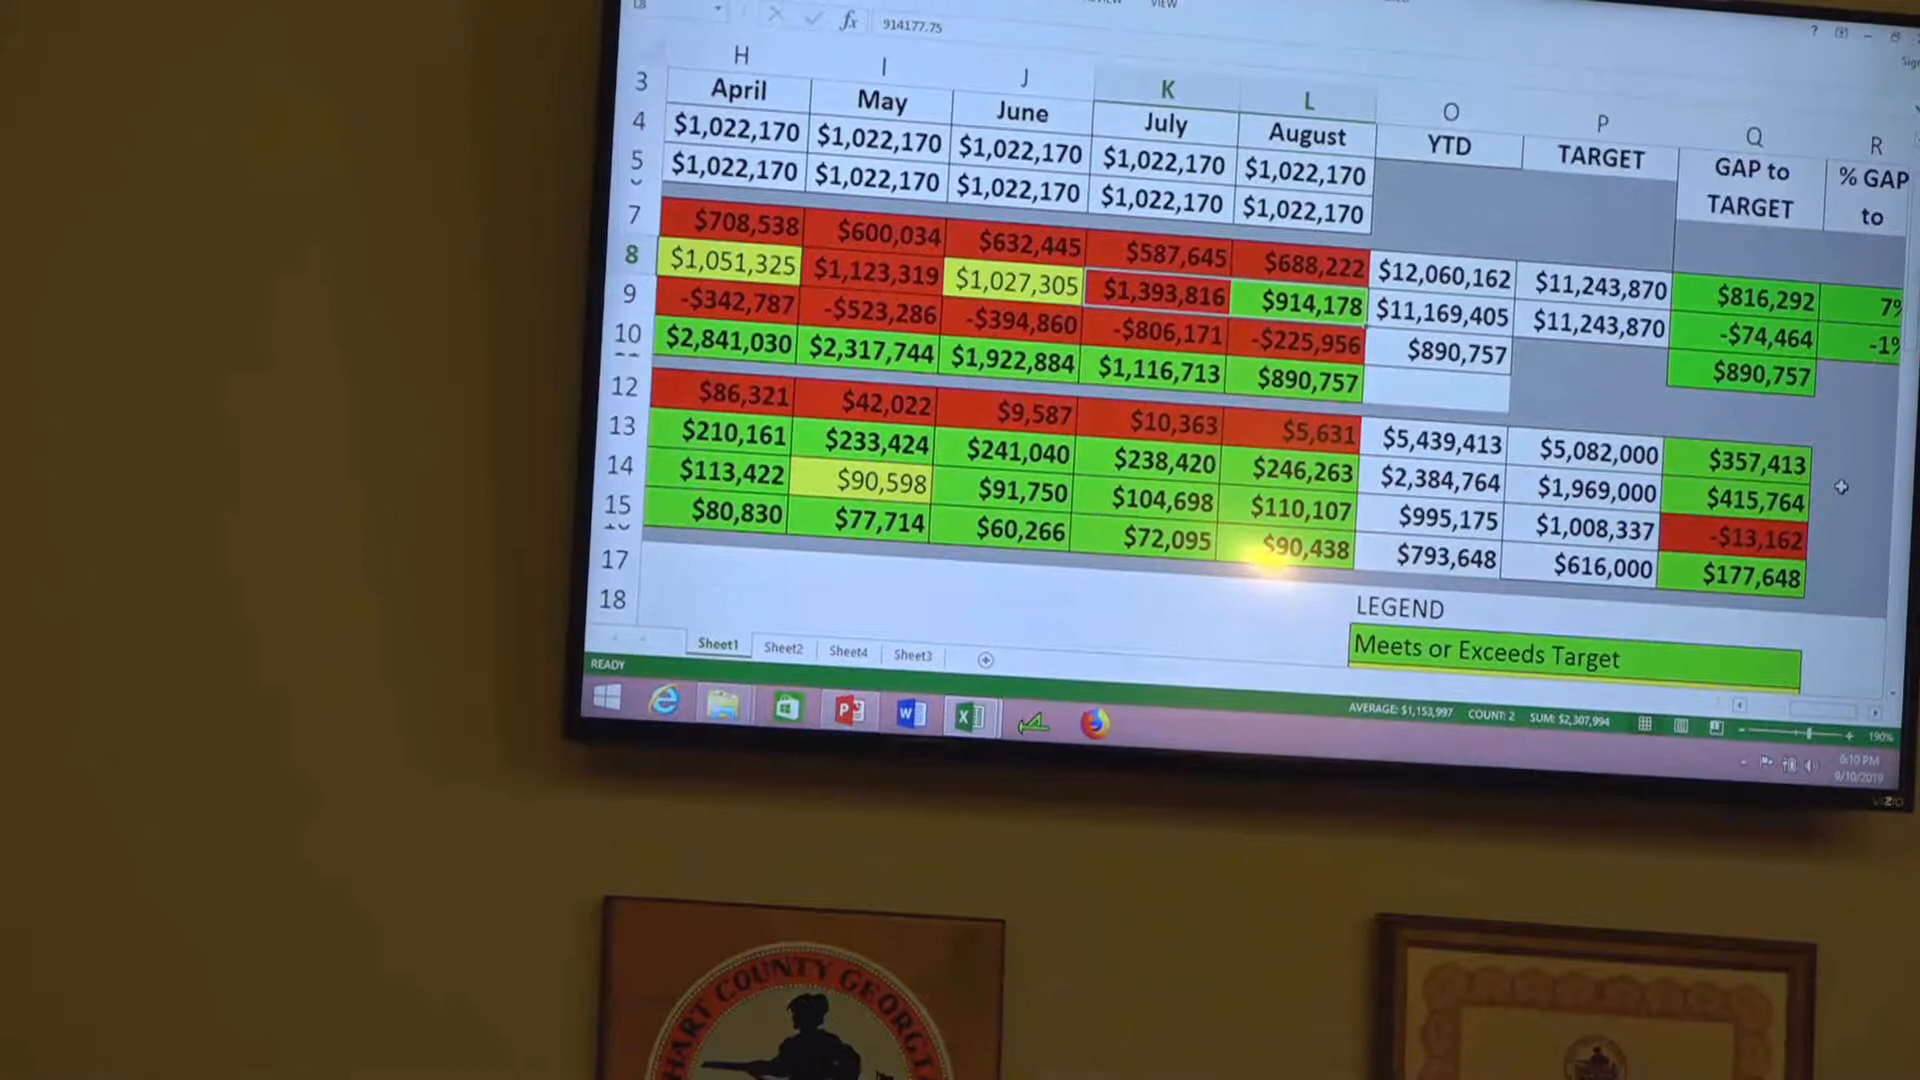 914177.75
H I J K L O P Q R
3 April May June July August YTD TARGET GAP to TARGET % GAP to
4 $1,022,170 $1,022,170 $1,022,170 $1,022,170 $1,022,170
5 $1,022,170 $1,022,170 $1,022,170 $1,022,170 $1,022,170
7 $708,538 $600,034 $632,445 $587,645 $688,222 $12,060,162 $11,243,870 $816,292 7%
8 $1,051,325 $1,123,319 $1,027,305 $1,393,816 $914,178 $11,169,405 $11,243,870 -$74,464 -1%
9 -$342,787 -$523,286 -$394,860 -$806,171 -$225,956 $890,757 $890,757
10 $2,841,030 $2,317,744 $1,922,884 $1,116,713 $890,757
12 $86,321 $42,022 $9,587 $10,363 $5,631 $5,439,413 $5,082,000 $357,413
13 $210,161 $233,424 $241,040 $238,420 $246,263 $2,384,764 $1,969,000 $415,764
14 $113,422 $90,598 $91,750 $104,698 $110,107 $995,175 $1,008,337 -$13,162
15 $80,830 $77,714 $60,266 $72,095 $90,438 $793,648 $616,000 $177,648
17
18 LEGEND
Meets or Exceeds Target
Sheet1 Sheet2 Sheet4 Sheet3
READY AVERAGE: $1,153,997 COUNT: 2 SUM: $2,307,994 190%
6:10 PM
9/10/2019
VIZIO
HART COUNTY GEORGIA